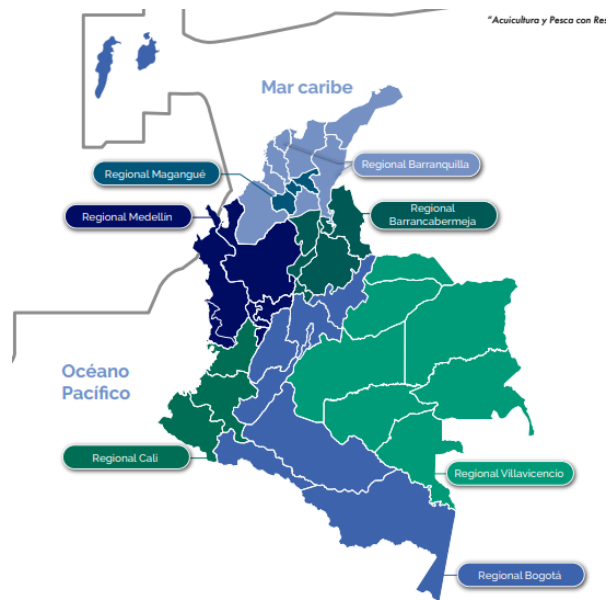 "Acuicultura y Pesca con Res
Mar caribe
Regional Barranquilla
Regional Magangué
Regional Medellín
Regional
Barrancabermeja
Océano
Pacífico
Regional Cali
Regional Villavicencio
Regional Bogotá